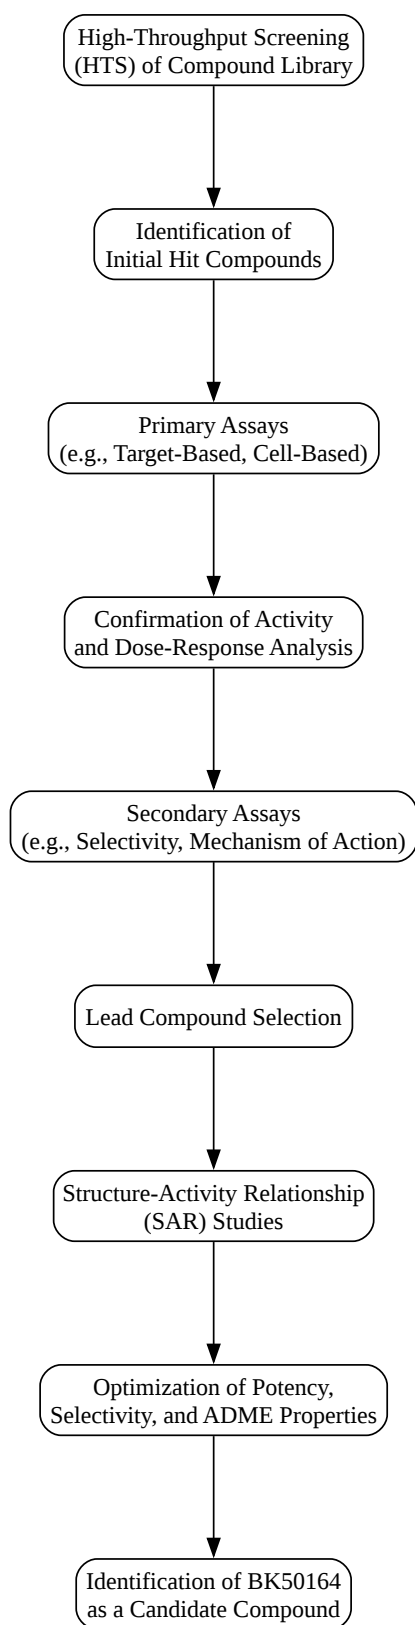 High-Throughput Screening
(HTS) of Compound Library
Identification of
Initial Hit Compounds
Primary Assays
(e.g., Target-Based, Cell-Based)
Confirmation of Activity
and Dose-Response Analysis
Secondary Assays
(e.g., Selectivity, Mechanism of Action)
Lead Compound Selection
Structure-Activity Relationship
(SAR) Studies
Optimization of Potency,
Selectivity, and ADME Properties
Identification of BK50164
as a Candidate Compound